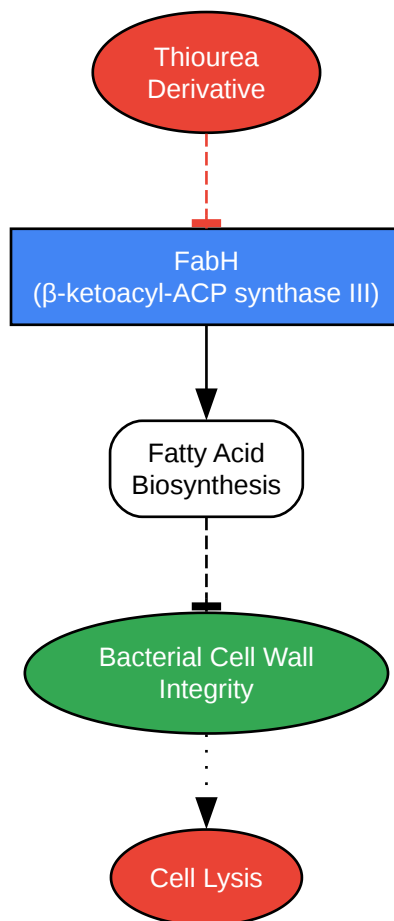 Thiourea
Derivative
FabH
(β-ketoacyl-ACP synthase III)
Fatty Acid
Biosynthesis
Bacterial Cell Wall
Integrity
Cell Lysis